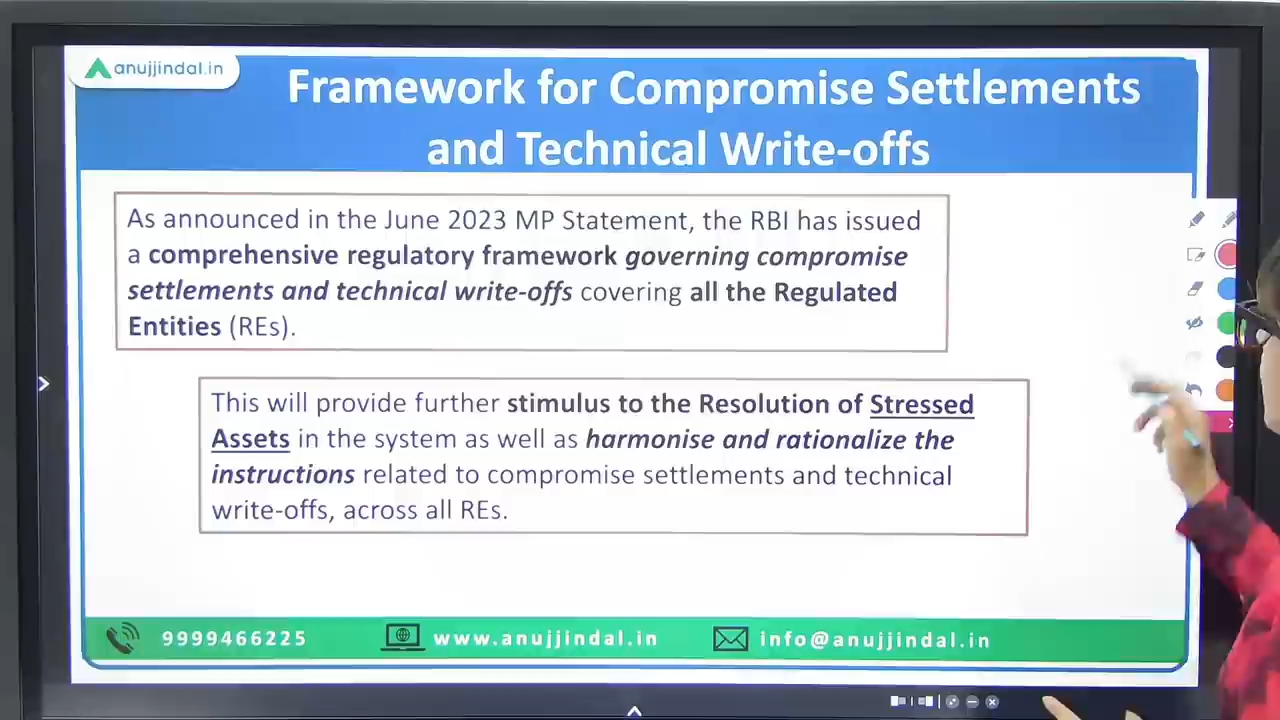 anujjindal.in
Framework for Compromise Settlements
and Technical Write-offs
As announced in the June 2023 MP Statement, the RBI has issued
a comprehensive regulatory framework governing compromise
settlements and technical write-offs covering all the Regulated
Entities (REs).
This will provide further stimulus to the Resolution of Stressed
Assets in the system as well as harmonise and rationalize the
instructions related to compromise settlements and technical
write-offs, across all REs.
9999466225
www.anujjindal.in
info@anujjindal.in